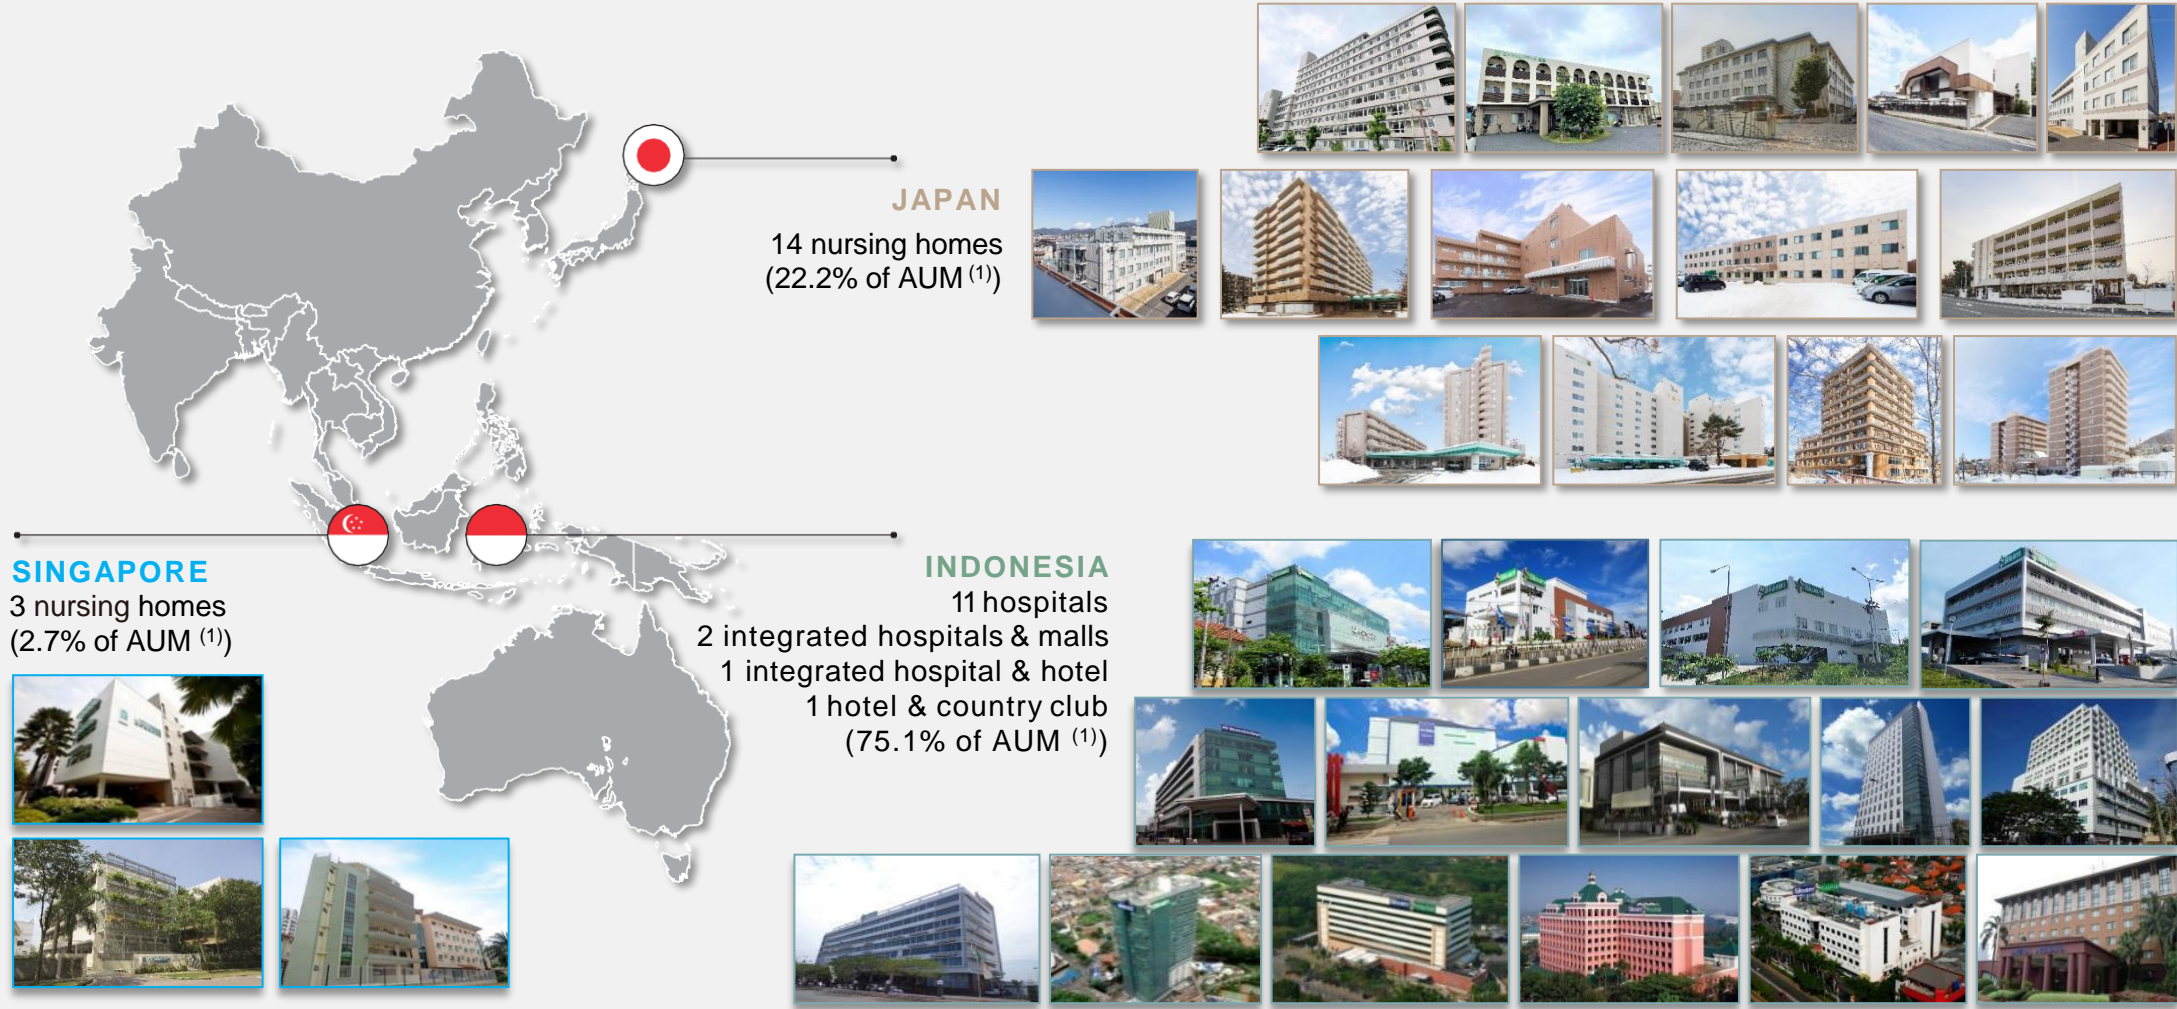 JAPAN
14 nursing homes
(22.2% of AUM (1))
SINGAPORE
3 nursing homes
(2.7% of AUM (1))
INDONESIA
11 hospitals
2 integrated hospitals & malls
1 integrated hospital & hotel
1 hotel & country club
(75.1% of AUM (1))